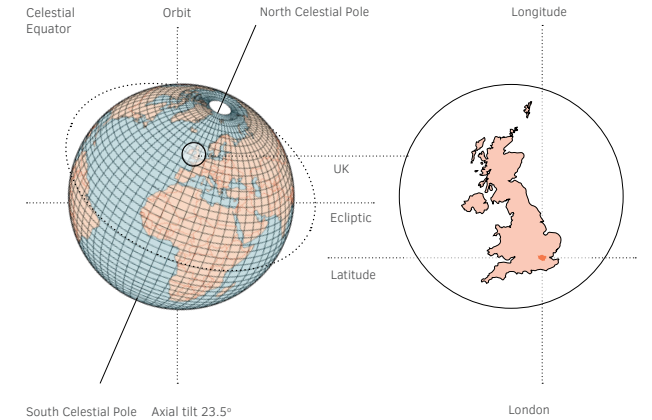 Celestial
Equator
Orbit
North Celestial Pole
Longitude
UK
Ecliptic
Latitude
South Celestial Pole
Axial tilt 23.5°
London